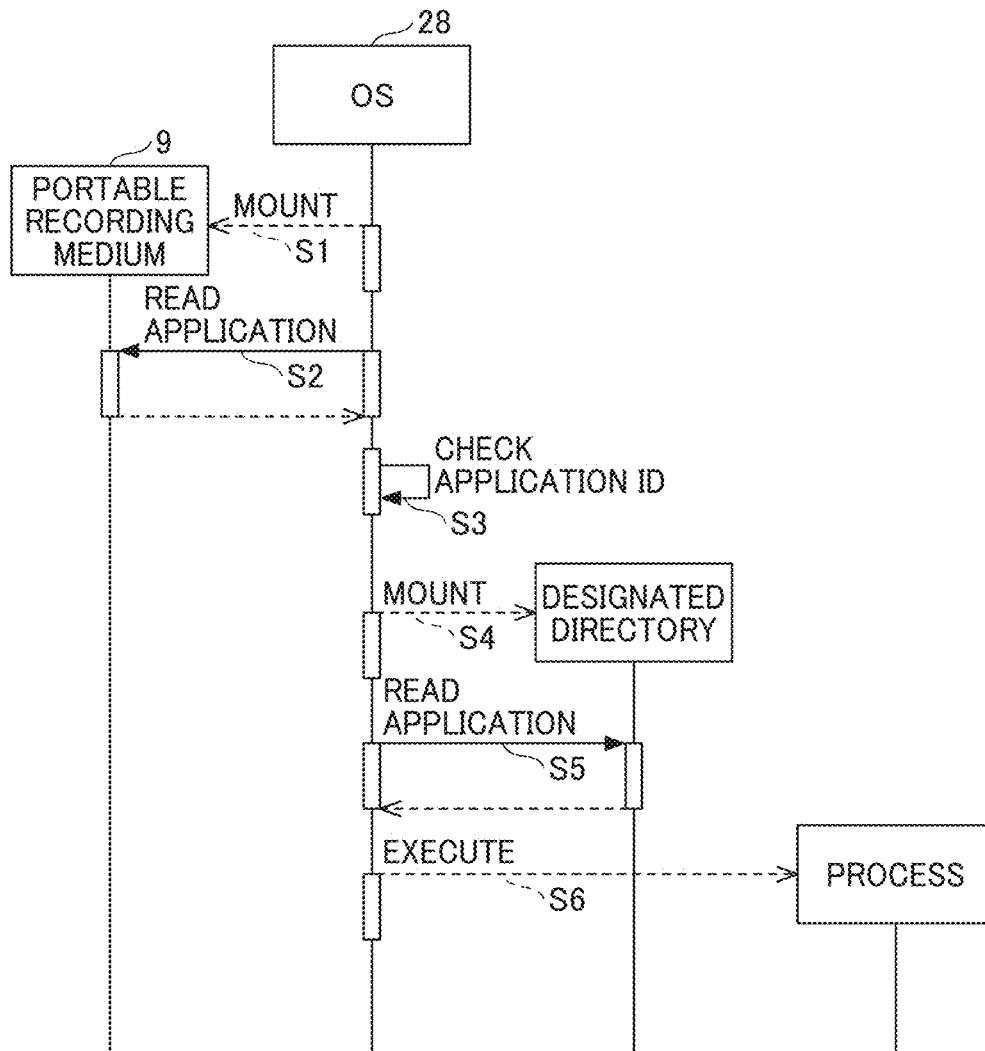 28
OS
9
PORTABLE
RECORDING
MEDIUM
MOUNT
S1
READ
APPLICATION
S2
CHECK
APPLICATION ID
S3
MOUNT
S4
DESIGNATED
DIRECTORY
READ
APPLICATION
S5
EXECUTE
S6
PROCESS